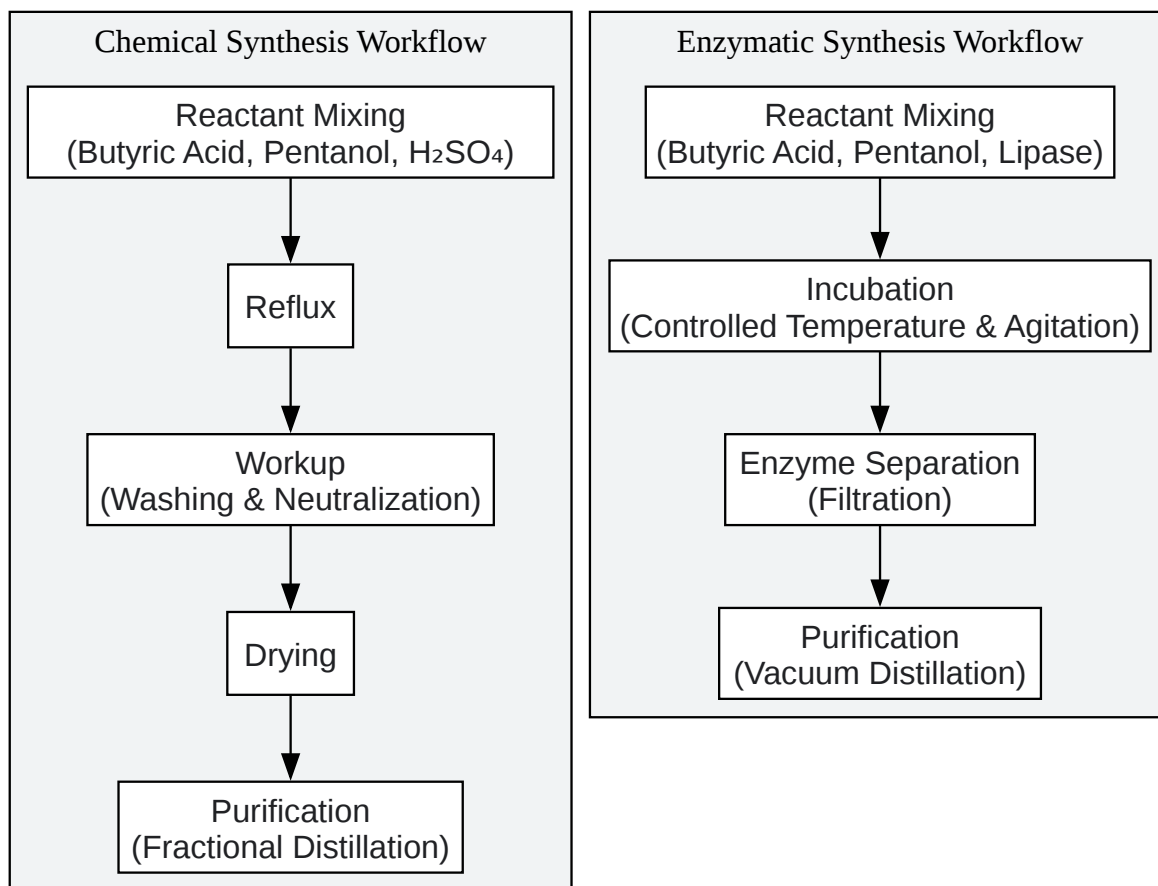 Chemical Synthesis Workflow
Reactant Mixing
(Butyric Acid, Pentanol, H₂SO₄)
Reflux
Workup
(Washing & Neutralization)
Drying
Purification
(Fractional Distillation)
Enzymatic Synthesis Workflow
Reactant Mixing
(Butyric Acid, Pentanol, Lipase)
Incubation
(Controlled Temperature & Agitation)
Enzyme Separation
(Filtration)
Purification
(Vacuum Distillation)